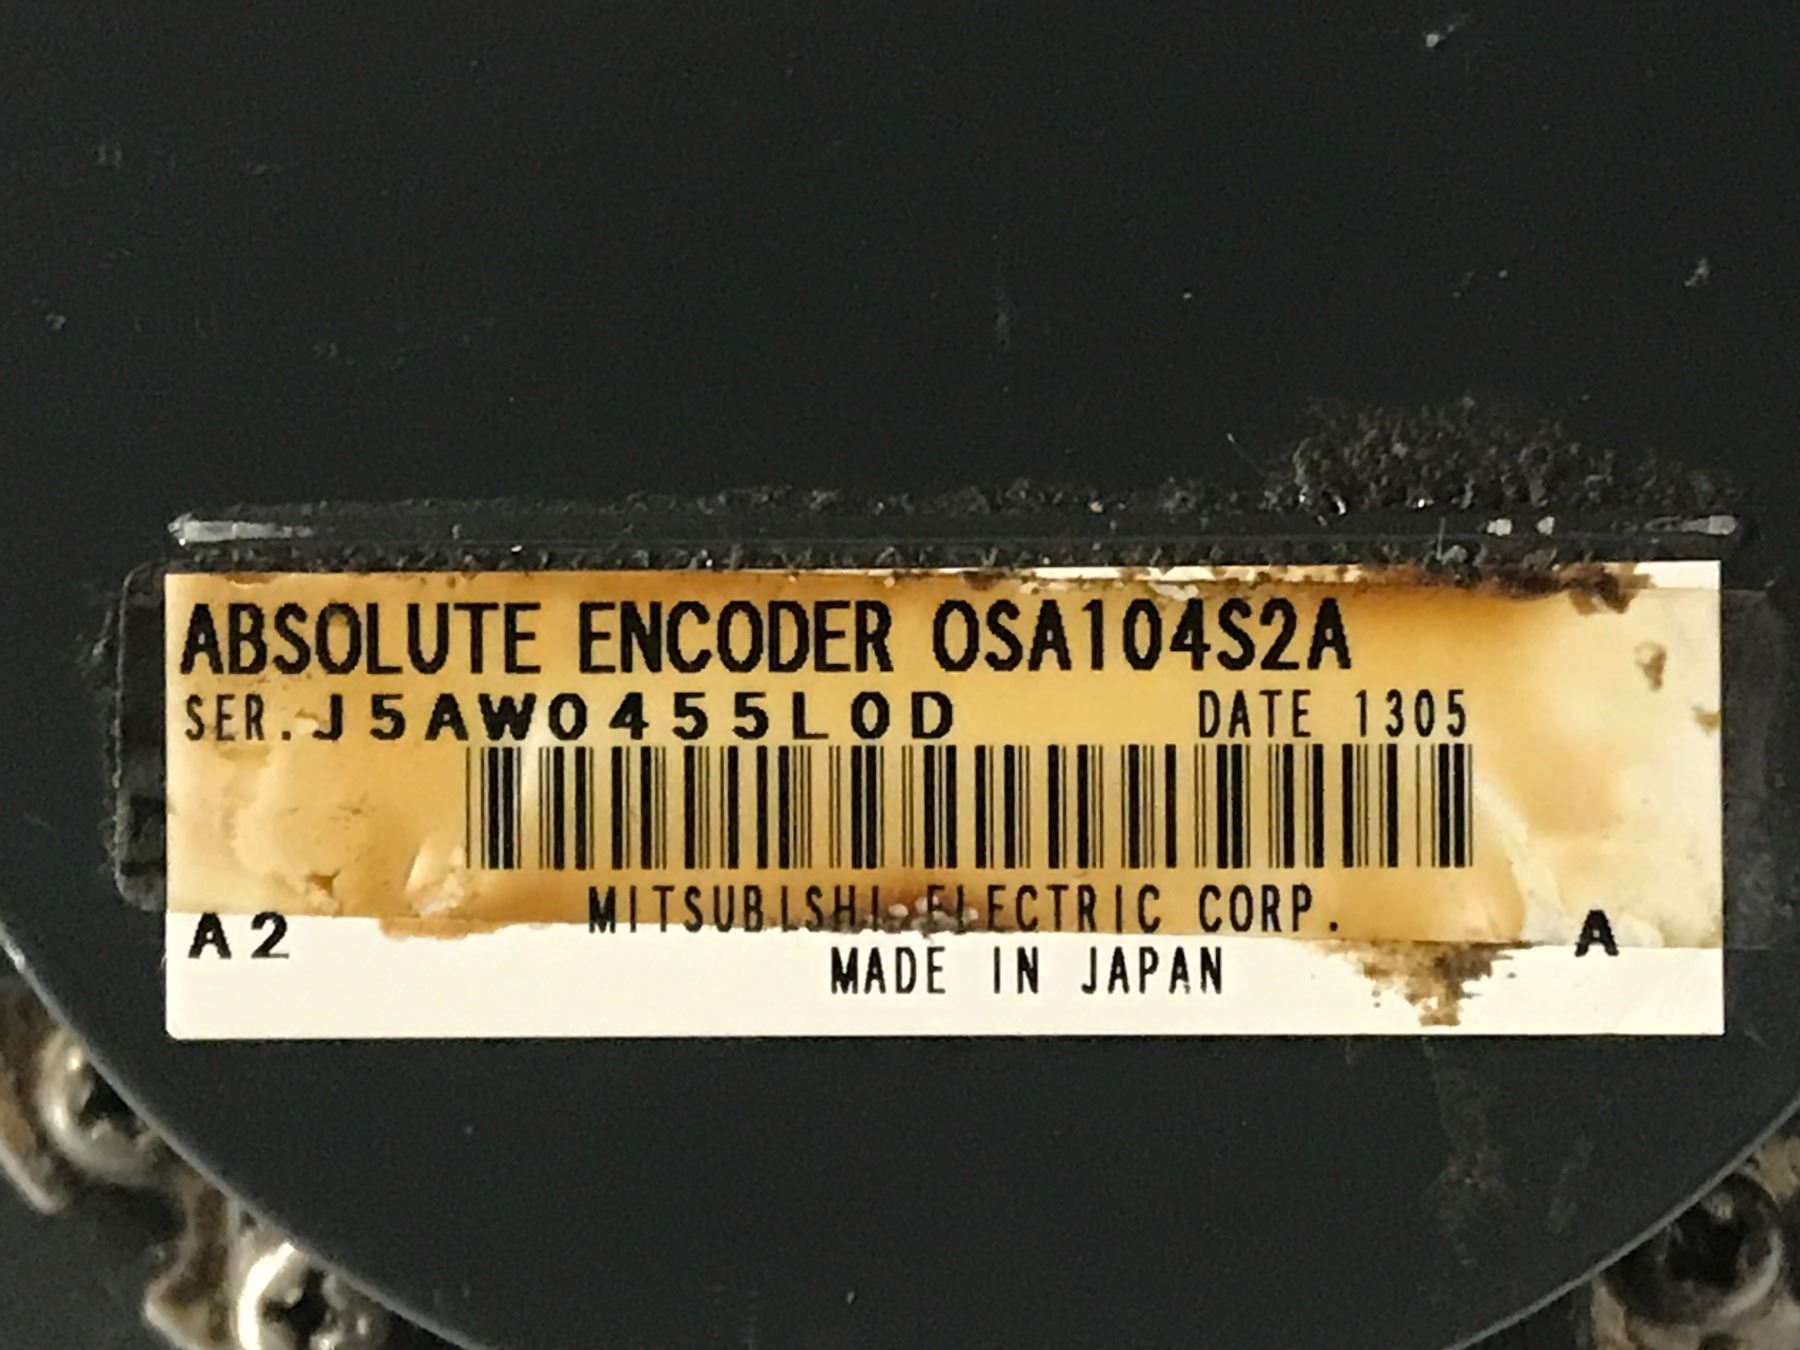 ABSOLUTE ENCODER OSA104S2A
SER. J5AW0455L0D DATE 1305
MITSUBISHI ELECTRIC CORP.
A2 A
MADE IN JAPAN